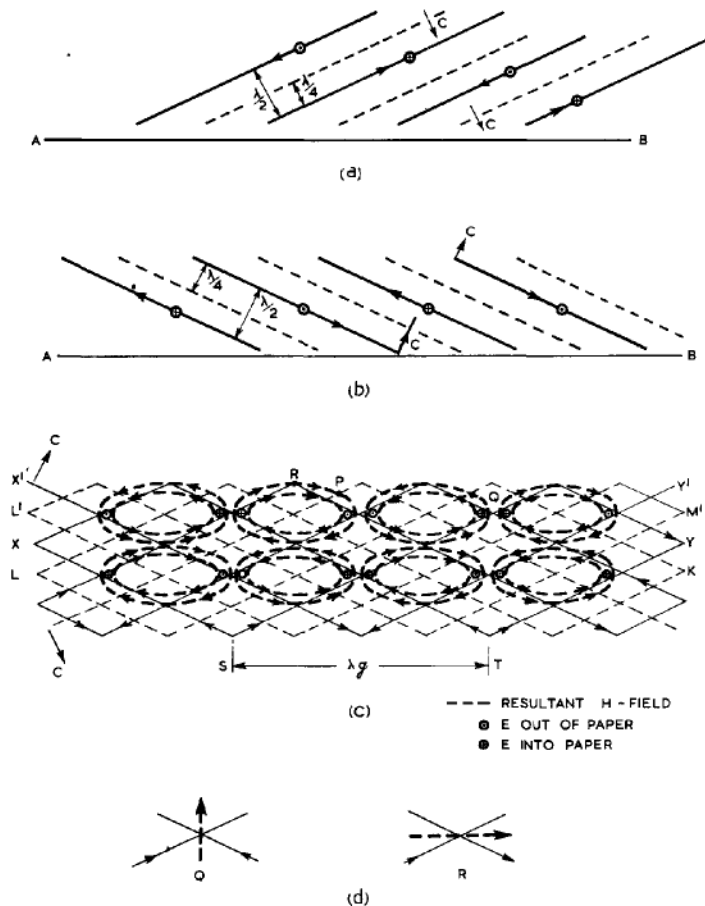 C
λ/2
λ/4
C
A B
(a)
C
λ/4
λ/2
C
A B
(b)
C
X' R P Y'
L' Q M'
X Y
L K
C
S λg T
(c)
RESULTANT H-FIELD
E OUT OF PAPER
E INTO PAPER
Q R
(d)